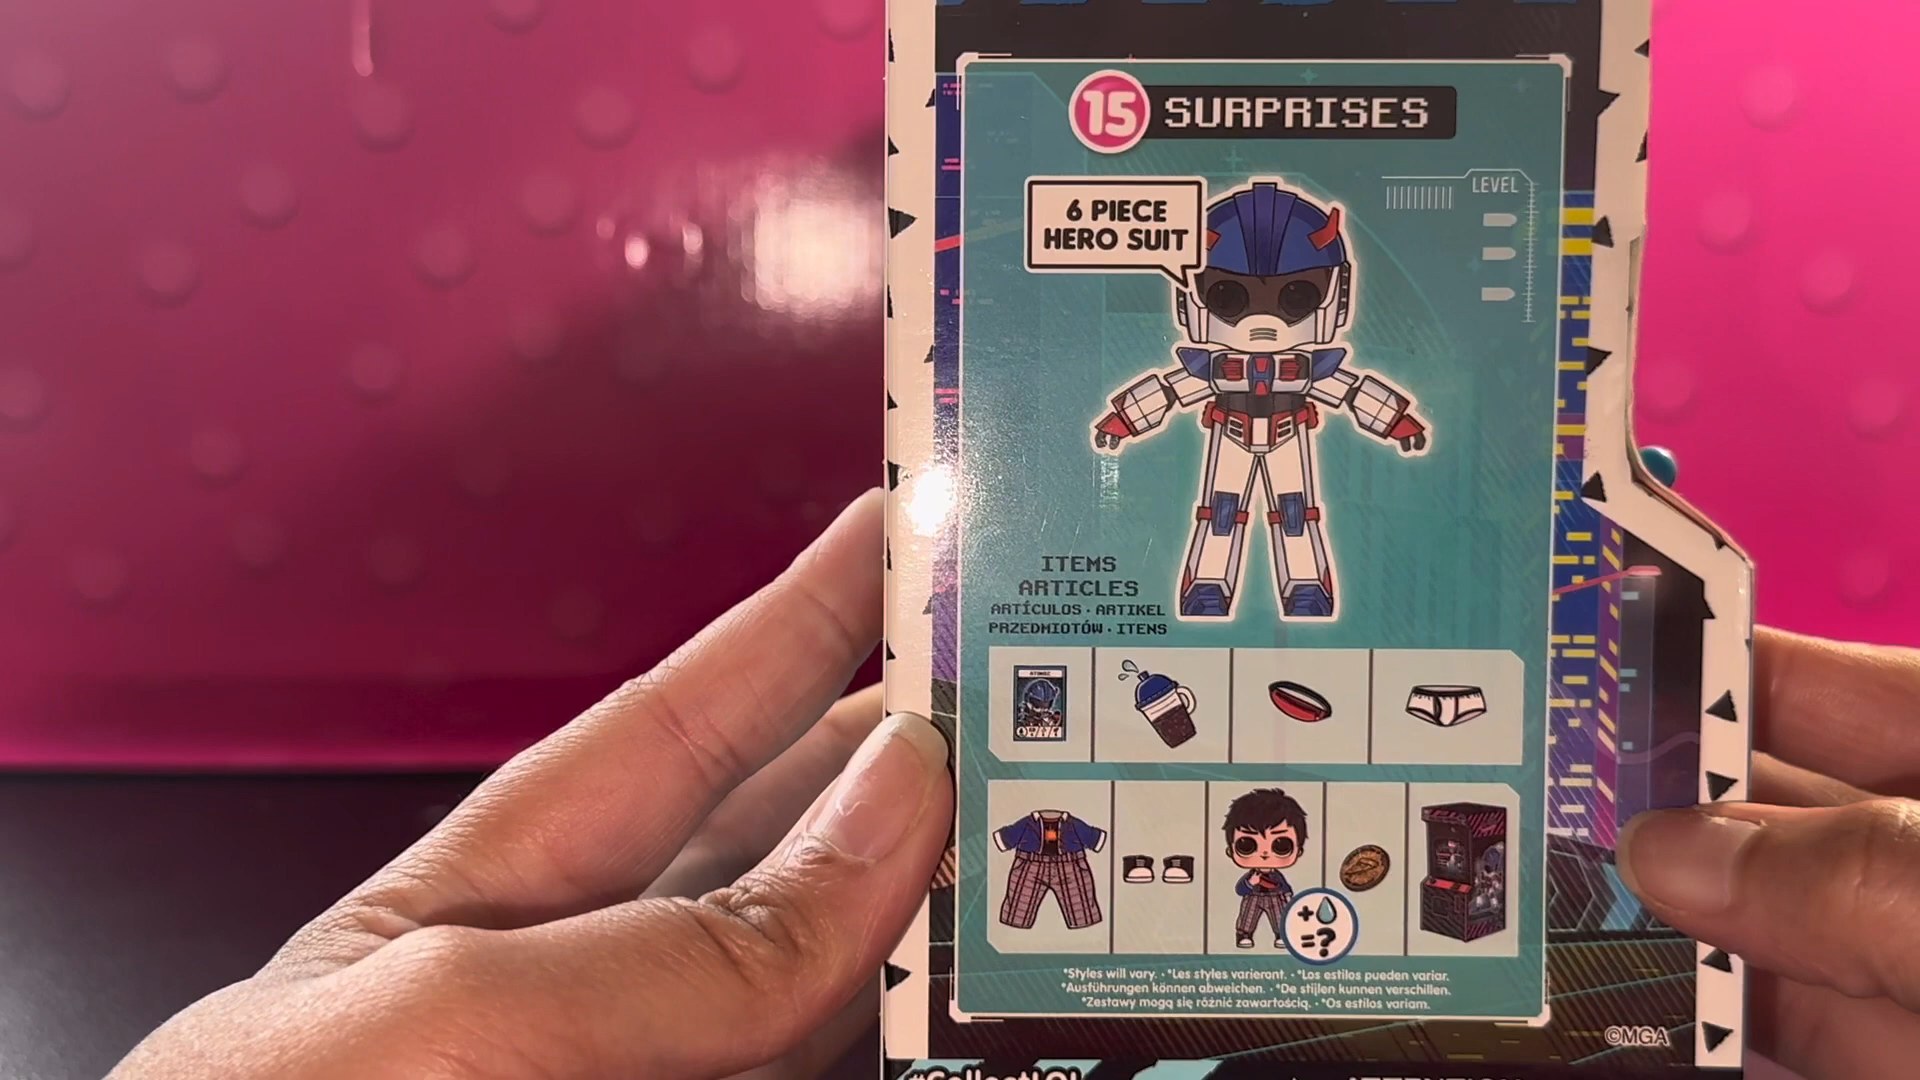 15 SURPRISES
6 PIECE
HERO SUIT
LEVEL
ITEMS
ARTICLES
ARTÍCULOS · ARTIKEL
PRZEDMIOTÓW · ITENS
+
=?
*Styles will vary. · *Les styles varieront. · *Los estilos pueden variar.
*Ausführungen können abweichen. · *De stijlen kunnen verschillen.
*Zestawy mogą się różnić zawartością. · *Os estilos variam.
©MGA